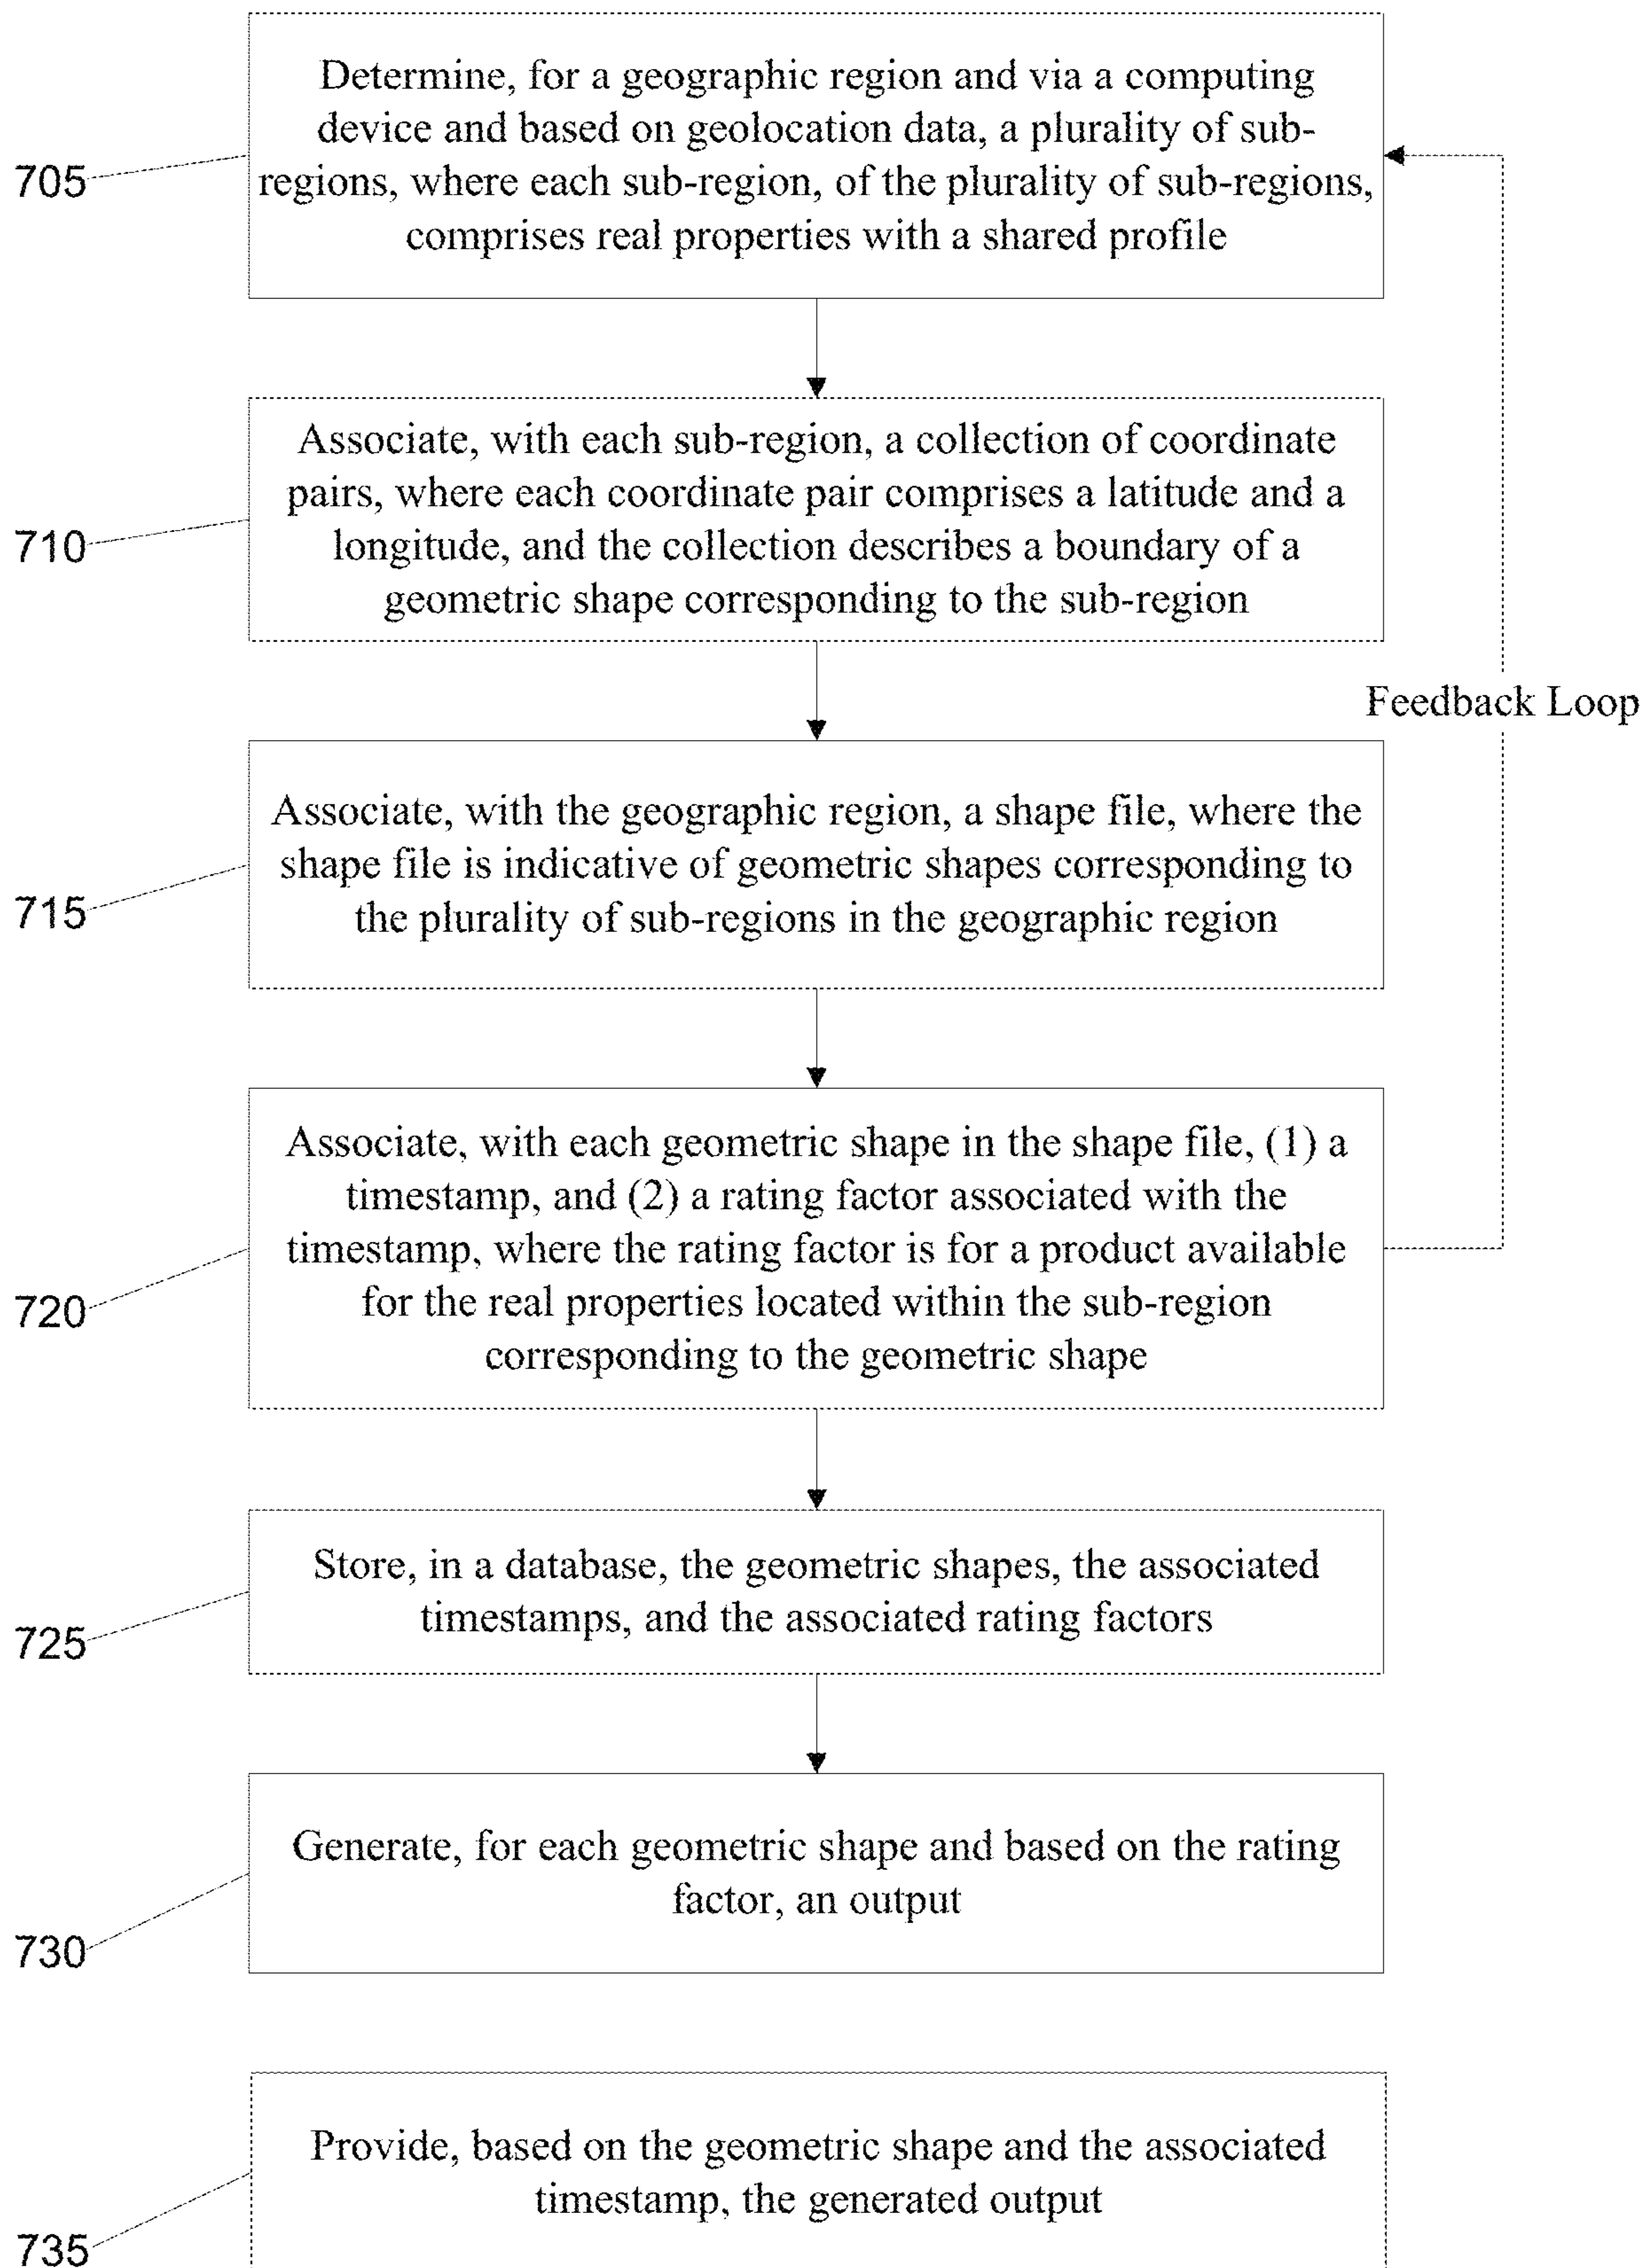 Determine, for a geographic region and via a computing
device and based on geolocation data, a plurality of sub-
regions, where each sub-region, of the plurality of sub-regions,
comprises real properties with a shared profile
705
Associate, with each sub-region, a collection of coordinate
pairs, where each coordinate pair comprises a latitude and a
longitude, and the collection describes a boundary of a
geometric shape corresponding to the sub-region
710
Feedback Loop
Associate, with the geographic region, a shape file, where the
shape file is indicative of geometric shapes corresponding to
the plurality of sub-regions in the geographic region
715
Associate, with each geometric shape in the shape file, (1) a
timestamp, and (2) a rating factor associated with the
timestamp, where the rating factor is for a product available
for the real properties located within the sub-region
corresponding to the geometric shape
720
Store, in a database, the geometric shapes, the associated
timestamps, and the associated rating factors
725
Generate, for each geometric shape and based on the rating
factor, an output
730
Provide, based on the geometric shape and the associated
timestamp, the generated output
735